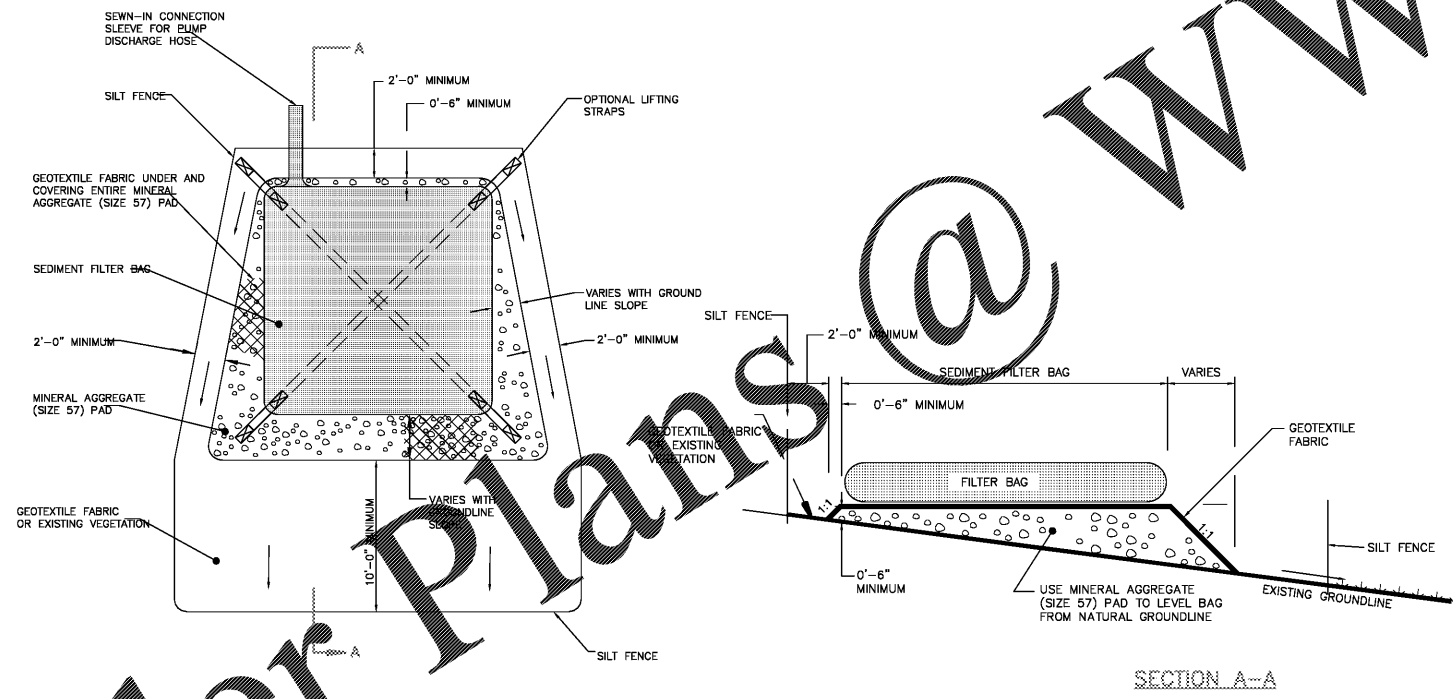 SEWN-IN CONNECTION
SLEEVE FOR PUMP
DISCHARGE HOSE
A
2'-0" MINIMUM
0'-6" MINIMUM
SILT FENCE
OPTIONAL LIFTING
STRAPS
GEOTEXTILE FABRIC UNDER AND
COVERING ENTIRE MINERAL
AGGREGATE (SIZE 57) PAD
SEDIMENT FILTER BAG
VARIES WITH GROUND
LINE SLOPE
2'-0" MINIMUM
2'-0" MINIMUM
MINERAL AGGREGATE
(SIZE 57) PAD
VARIES WITH
GROUNDLINE
SLOPE
10'-0" MINIMUM
GEOTEXTILE FABRIC
OR EXISTING VEGETATION
A
SILT FENCE
SILT FENCE
2'-0" MINIMUM
SEDIMENT FILTER BAG
VARIES
0'-6" MINIMUM
GEOTEXTILE FABRIC
OR EXISTING
VEGETATION
GEOTEXTILE
FABRIC
FILTER BAG
1:1
1:1
SILT FENCE
0'-6"
MINIMUM
USE MINERAL AGGREGATE
(SIZE 57) PAD TO LEVEL BAG
FROM NATURAL GROUNDLINE
EXISTING GROUNDLINE
SECTION A-A
Plans @